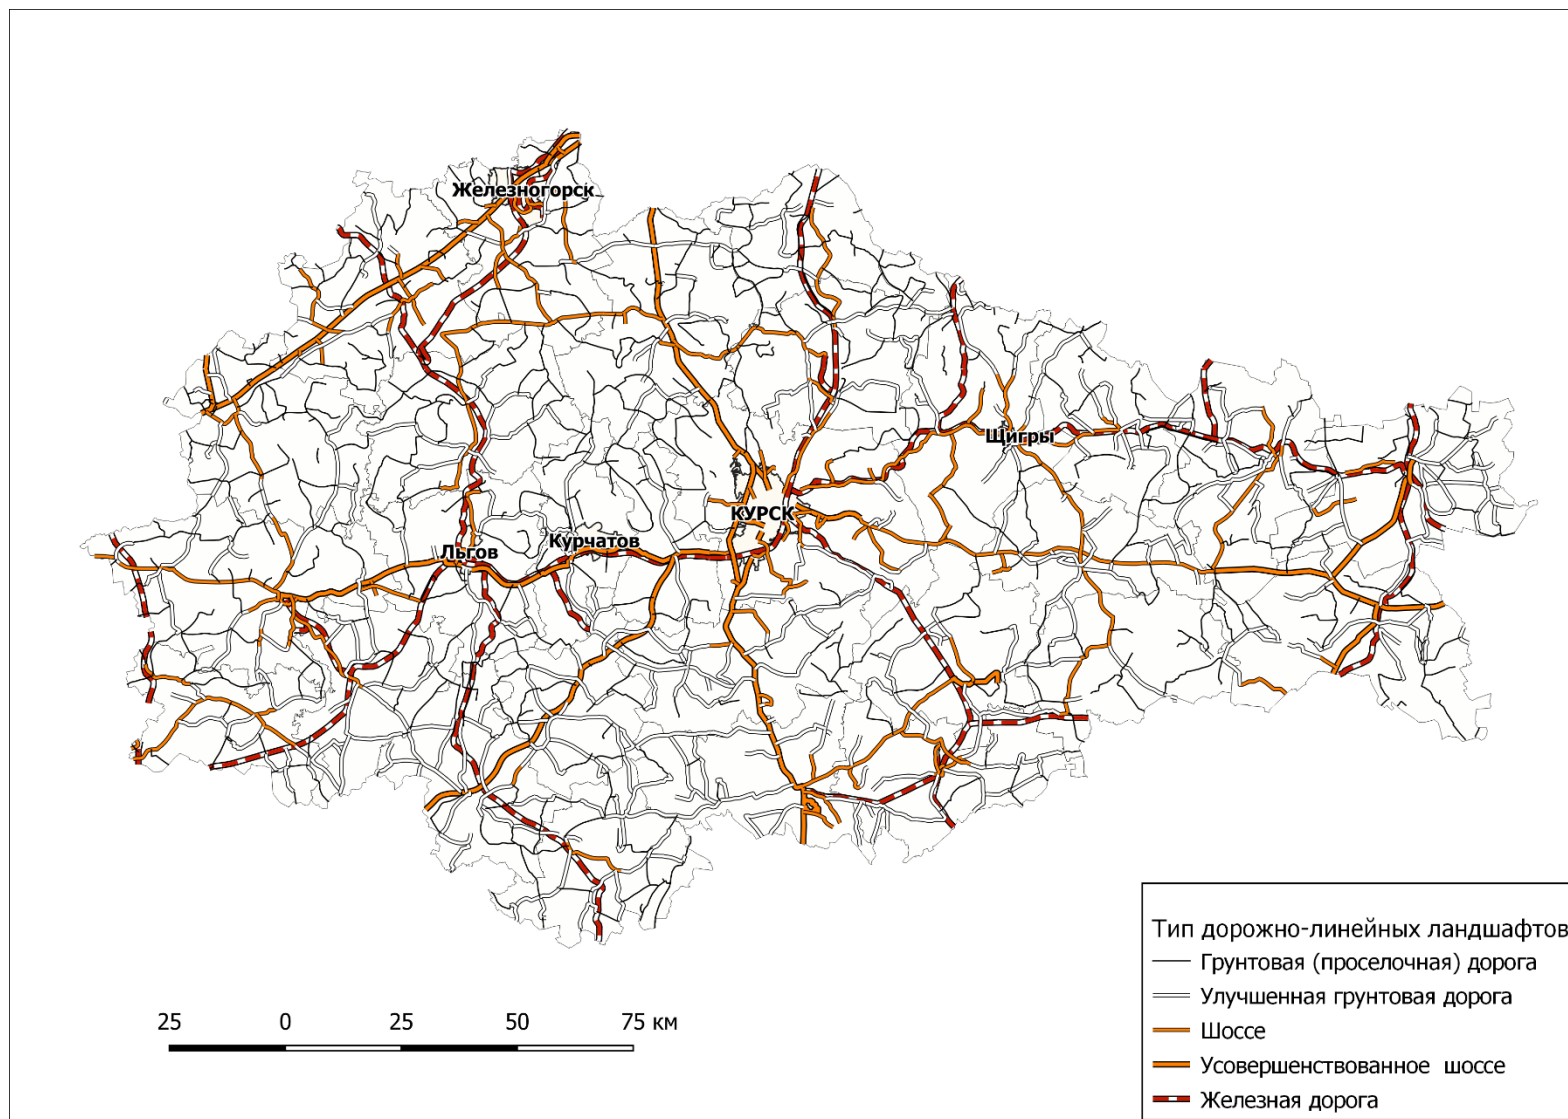 Железногорск
Щигры
КУРСК
Курчатов
Льгов
25 0 25 50 75 км
Тип дорожно-линейных ландшафтов
Грунтовая (проселочная) дорога
Улучшенная грунтовая дорога
Шоссе
Усовершенствованное шоссе
Железная дорога